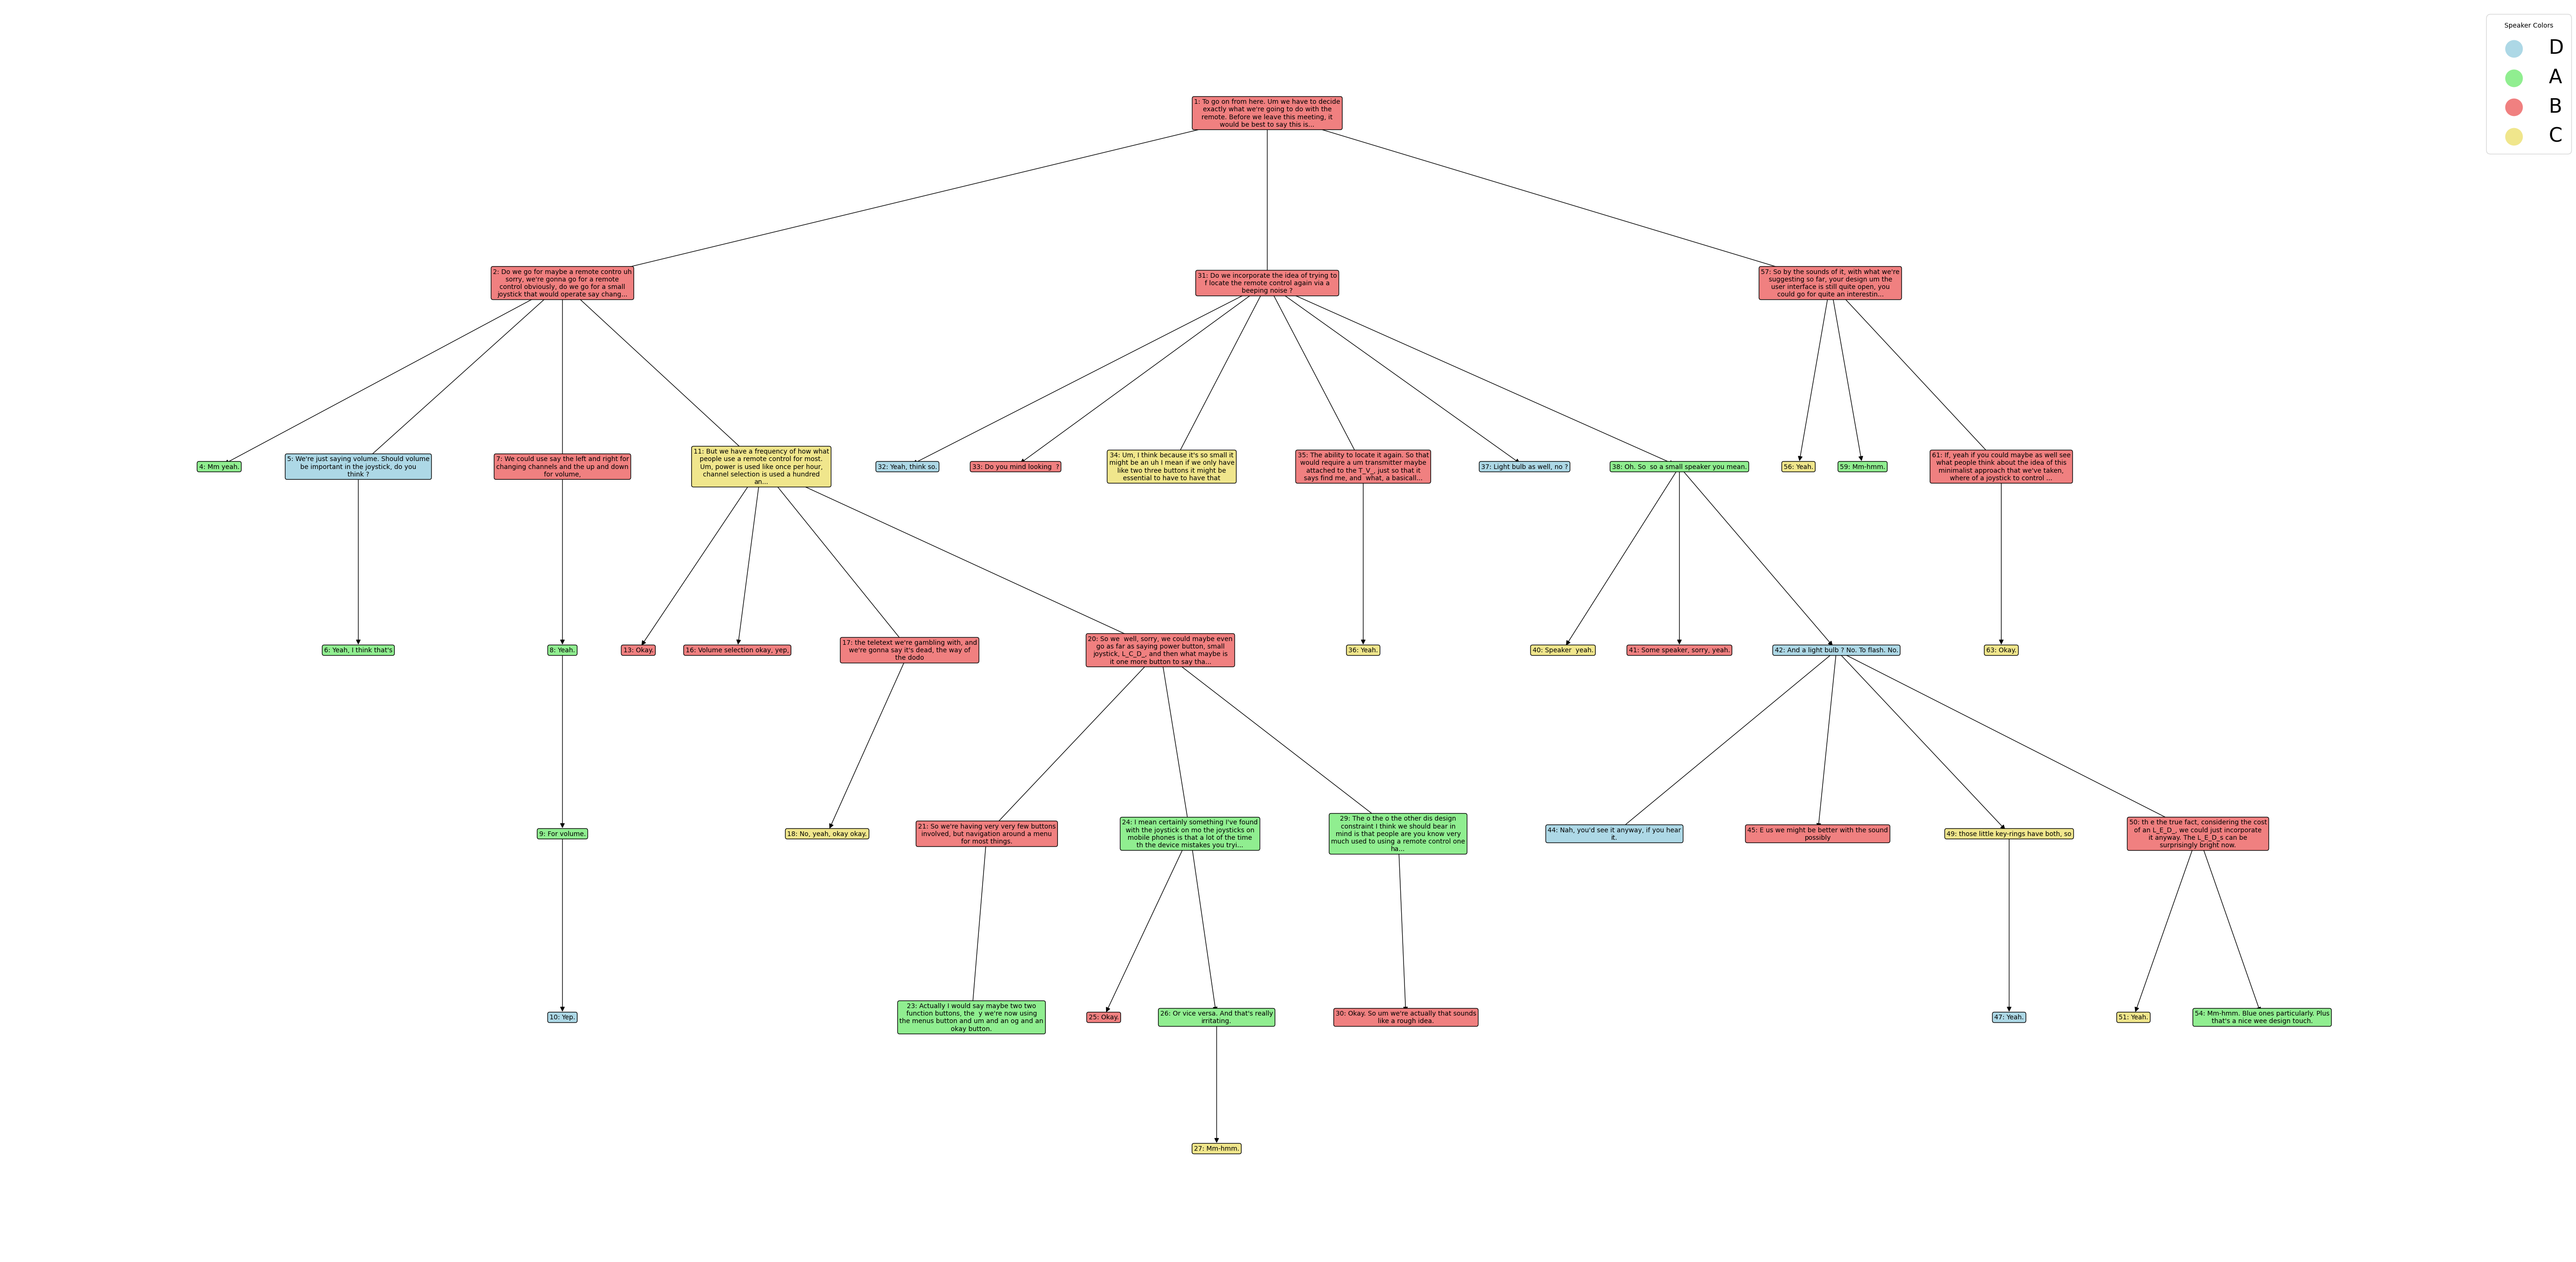 Speaker Colors
D
A
B
C
1: To go on from here. Um we have to decide
exactly what we're going to do with the
remote. Before we leave this meeting, it
would be best to say this is...
2: Do we go for maybe a remote contro uh
sorry, we're gonna go for a remote
control obviously, do we go for a small
joystick that would operate say chang...
31: Do we incorporate the idea of trying to
f locate the remote control again via a
beeping noise ?
57: So by the sounds of it, with what we're
suggesting so far, your design um the
user interface is still quite open, you
could go for quite an interestin...
4: Mm yeah.
5: We're just saying volume. Should volume
be important in the joystick, do you
think ?
7: We could use say the left and right for
changing channels and the up and down
for volume,
11: But we have a frequency of how what
people use a remote control for most.
Um, power is used like once per hour,
channel selection is used a hundred
an...
32: Yeah, think so.
33: Do you mind looking  ?
34: Um, I think because it's so small it
might be an uh I mean if we only have
like two three buttons it might be
essential to have to have that
35: The ability to locate it again. So that
would require a um transmitter maybe
attached to the T_V_, just so that it
says find me, and  what, a basicall...
37: Light bulb as well, no ?
38: Oh. So  so a small speaker you mean.
56: Yeah.
59: Mm-hmm.
61: If, yeah if you could maybe as well see
what people think about the idea of this
minimalist approach that we've taken,
where of a joystick to control ...
6: Yeah, I think that's
8: Yeah.
13: Okay.
16: Volume selection okay, yep.
17: the teletext we're gambling with, and
we're gonna say it's dead, the way of
the dodo
20: So we  well, sorry, we could maybe even
go as far as saying power button, small
joystick, L_C_D_, and then what maybe is
it one more button to say tha...
36: Yeah.
40: Speaker  yeah.
41: Some speaker, sorry, yeah.
42: And a light bulb ? No. To flash. No.
63: Okay.
9: For volume.
18: No, yeah, okay okay.
21: So we're having very very few buttons
involved, but navigation around a menu
for most things.
24: I mean certainly something I've found
with the joystick on mo the joysticks on
mobile phones is that a lot of the time
th the device mistakes you tryi...
29: The o the o the other dis design
constraint I think we should bear in
mind is that people are you know very
much used to using a remote control one
ha...
44: Nah, you'd see it anyway, if you hear
it.
45: E us we might be better with the sound
possibly
49: those little key-rings have both, so
50: th e the true fact, considering the cost
of an L_E_D_, we could just incorporate
it anyway. The L_E_D_s can be
surprisingly bright now.
10: Yep.
23: Actually I would say maybe two two
function buttons, the  y we're now using
the menus button and um and an og and an
okay button.
25: Okay.
26: Or vice versa. And that's really
irritating.
30: Okay. So um we're actually that sounds
like a rough idea.
47: Yeah.
51: Yeah.
54: Mm-hmm. Blue ones particularly. Plus
that's a nice wee design touch.
27: Mm-hmm.